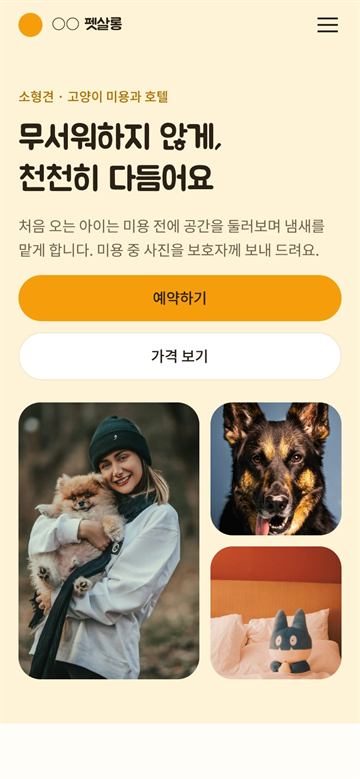 ○○ 펫살롱
소형견 · 고양이 미용과 호텔
무서워하지 않게,
천천히 다듬어요
처음 오는 아이는 미용 전에 공간을 둘러보며 냄새를
맡게 합니다. 미용 중 사진을 보호자께 보내 드려요.
예약하기
가격 보기